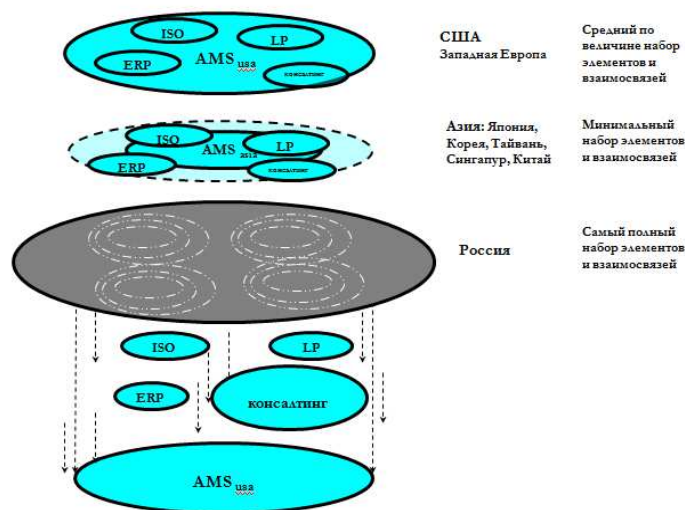 ISO
LP
AMS usa
ERP
консалтинг
США
Западная Европа
Средний по
величине набор
элементов и
взаимосвязей
ISO
AMS asia
LP
ERP
консалтинг
Азия: Япония,
Корея, Тайвань,
Сингапур, Китай
Минимальный
набор элементов
и взаимосвязей
Россия
Самый полный
набор элементов
и взаимосвязей
ISO
LP
ERP
консалтинг
AMS usa